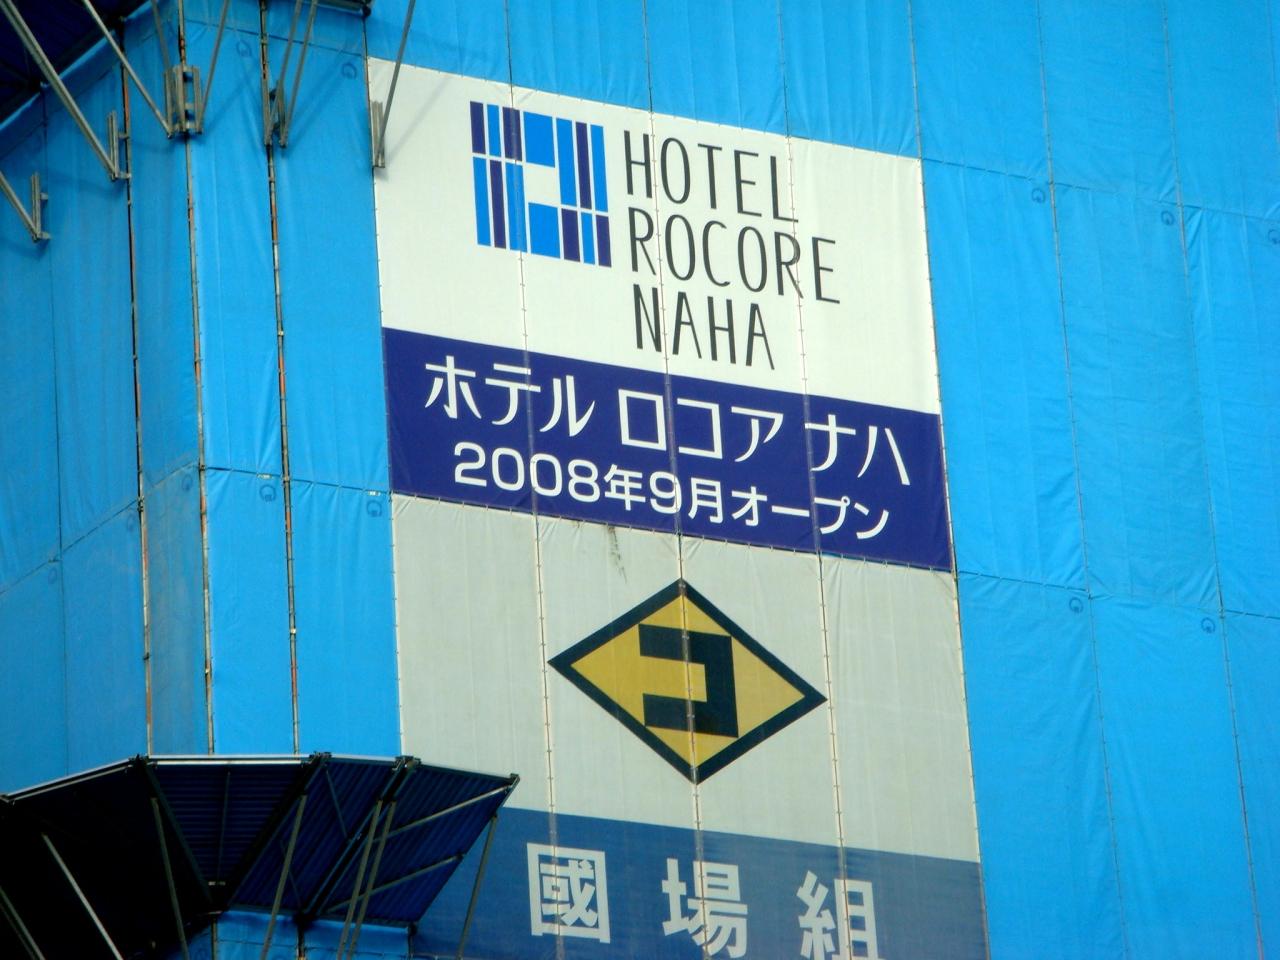 HOTEL
ROCORE
NAHA
ホテル ロコア ナハ
2008年9月オープン
コ
國場組